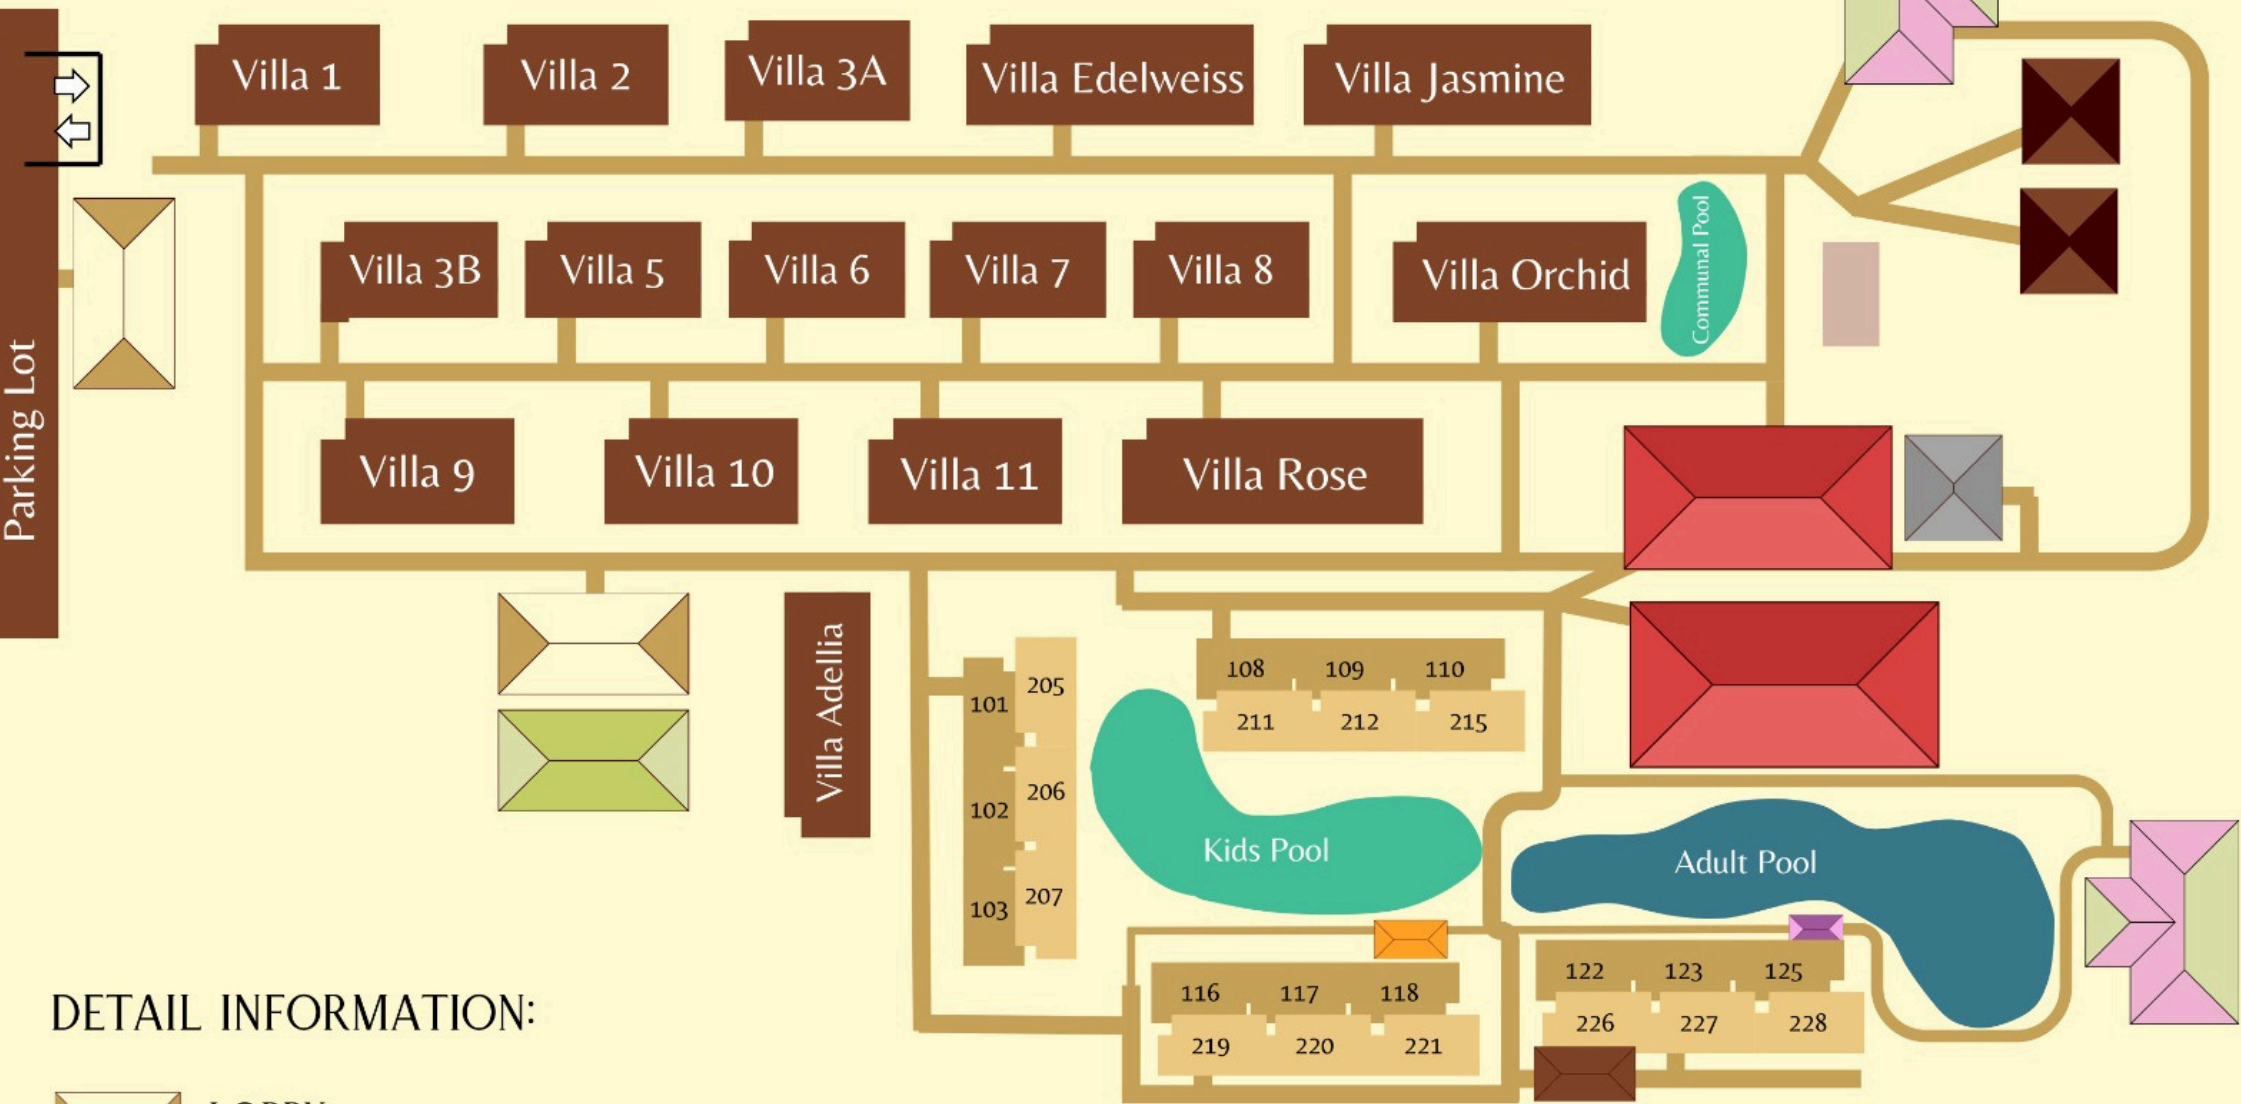 Villa 1
Villa 2
Villa 3A
Villa Edelweiss
Villa Jasmine
Parking Lot
Villa 3B
Villa 5
Villa 6
Villa 7
Villa 8
Villa Orchid
Communal Pool
Villa 9
Villa 10
Villa 11
Villa Rose
Villa Adellia
101
102
103
205
206
207
108
109
110
211
212
215
Kids Pool
Adult Pool
116
117
118
219
220
221
122
123
125
226
227
228
DETAIL INFORMATION:
LOBBY